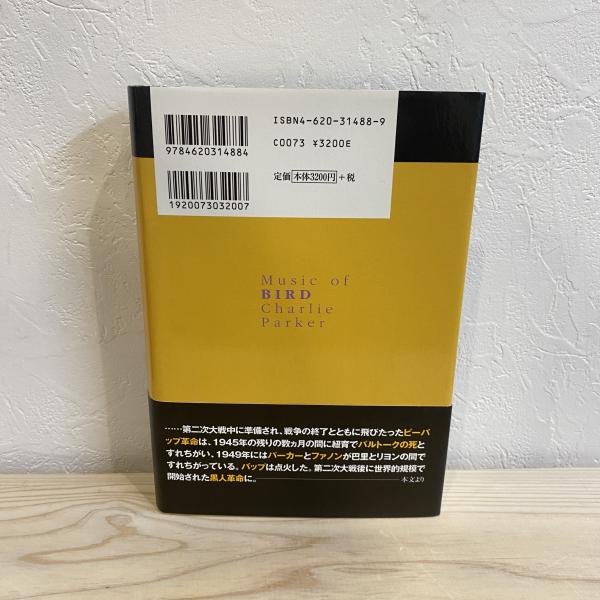 ISBN4-620-31488-9
C0073 ¥3200E
9784620314884
定価 本体3200円 +税
1920073032007
Music of
BIRD
Charlie
Parker
……第二次大戦中に準備され、戦争の終了とともに飛びたったビーバ
ップ革命は、1945年の残りの数ヵ月の間に紐育でバルトークの死と
すれちがい、1949年にはパーカーとファノンが巴里とリヨンの間で
すれちがっている。バップは点火した。第二次大戦後に世界的規模で
開始された黒人革命に。――本文より